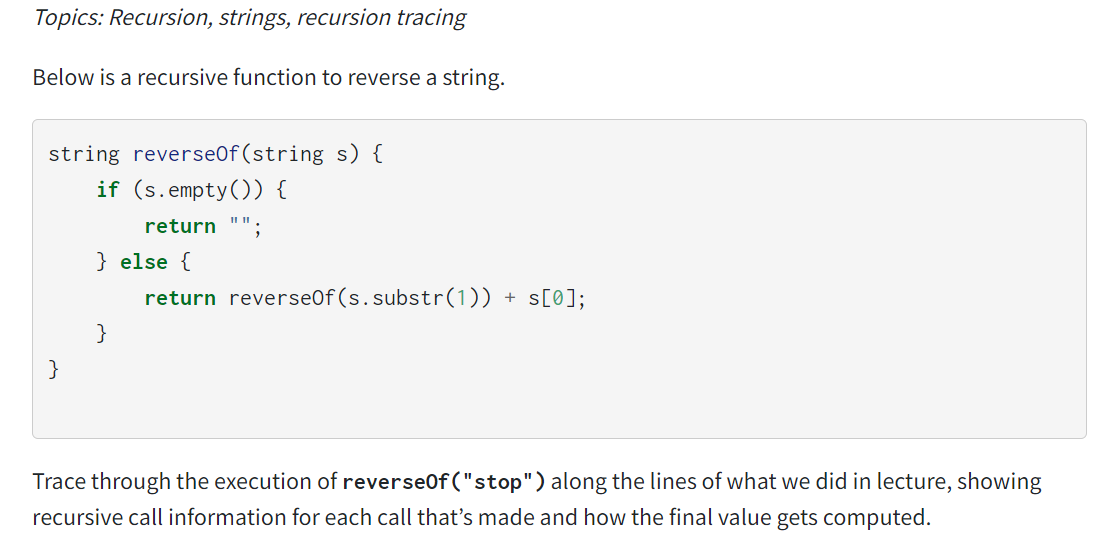 Topics: Recursion, strings, recursion tracing
Below is a recursive function to reverse a string.
string reverseOf(string s) {
    if (s.empty()) {
        return "";
    } else {
        return reverseOf(s.substr(1)) + s[0];
    }
}
Trace through the execution of reverseOf("stop") along the lines of what we did in lecture, showing
recursive call information for each call that’s made and how the final value gets computed.